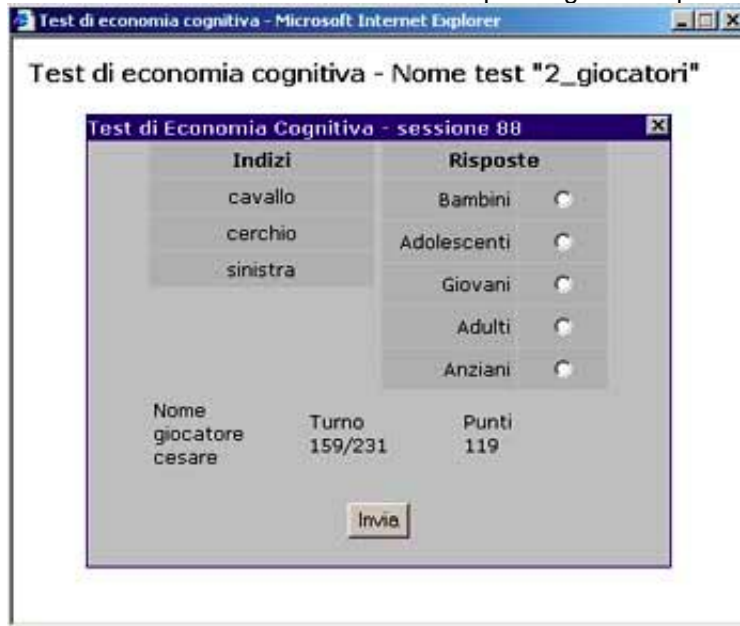 Test di economia cognitiva - Microsoft Internet Explorer
Test di economia cognitiva - Nome test "2_giocatori"
Test di Economia Cognitiva - sessione 88
Indizi Risposte
cavallo Bambini
cerchio Adolescenti
sinistra Giovani
Adulti
Anziani
Nome giocatore cesare
Turno 159/231
Punti 119
Invia